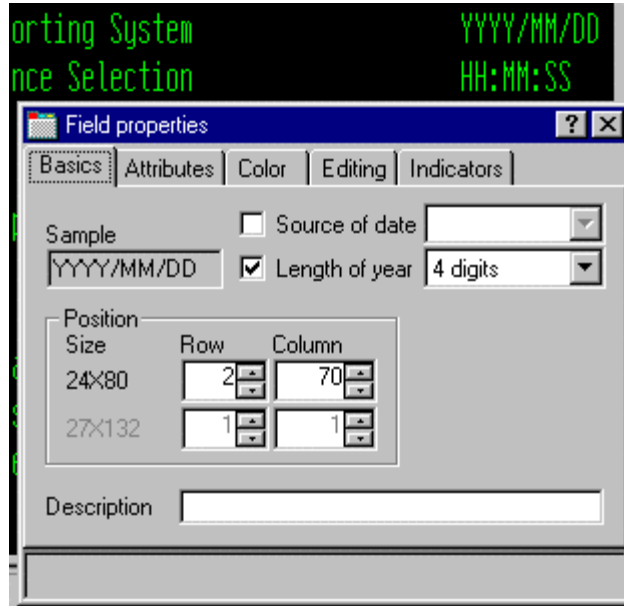 orting System YYYY/MM/DD
nce Selection HH:MM:SS
Field properties
Basics Attributes Color Editing Indicators
Sample
Source of date
YYYY/MM/DD
Length of year 4 digits
Position
Size Row Column
24X80 2 70
27X132 1 1
Description